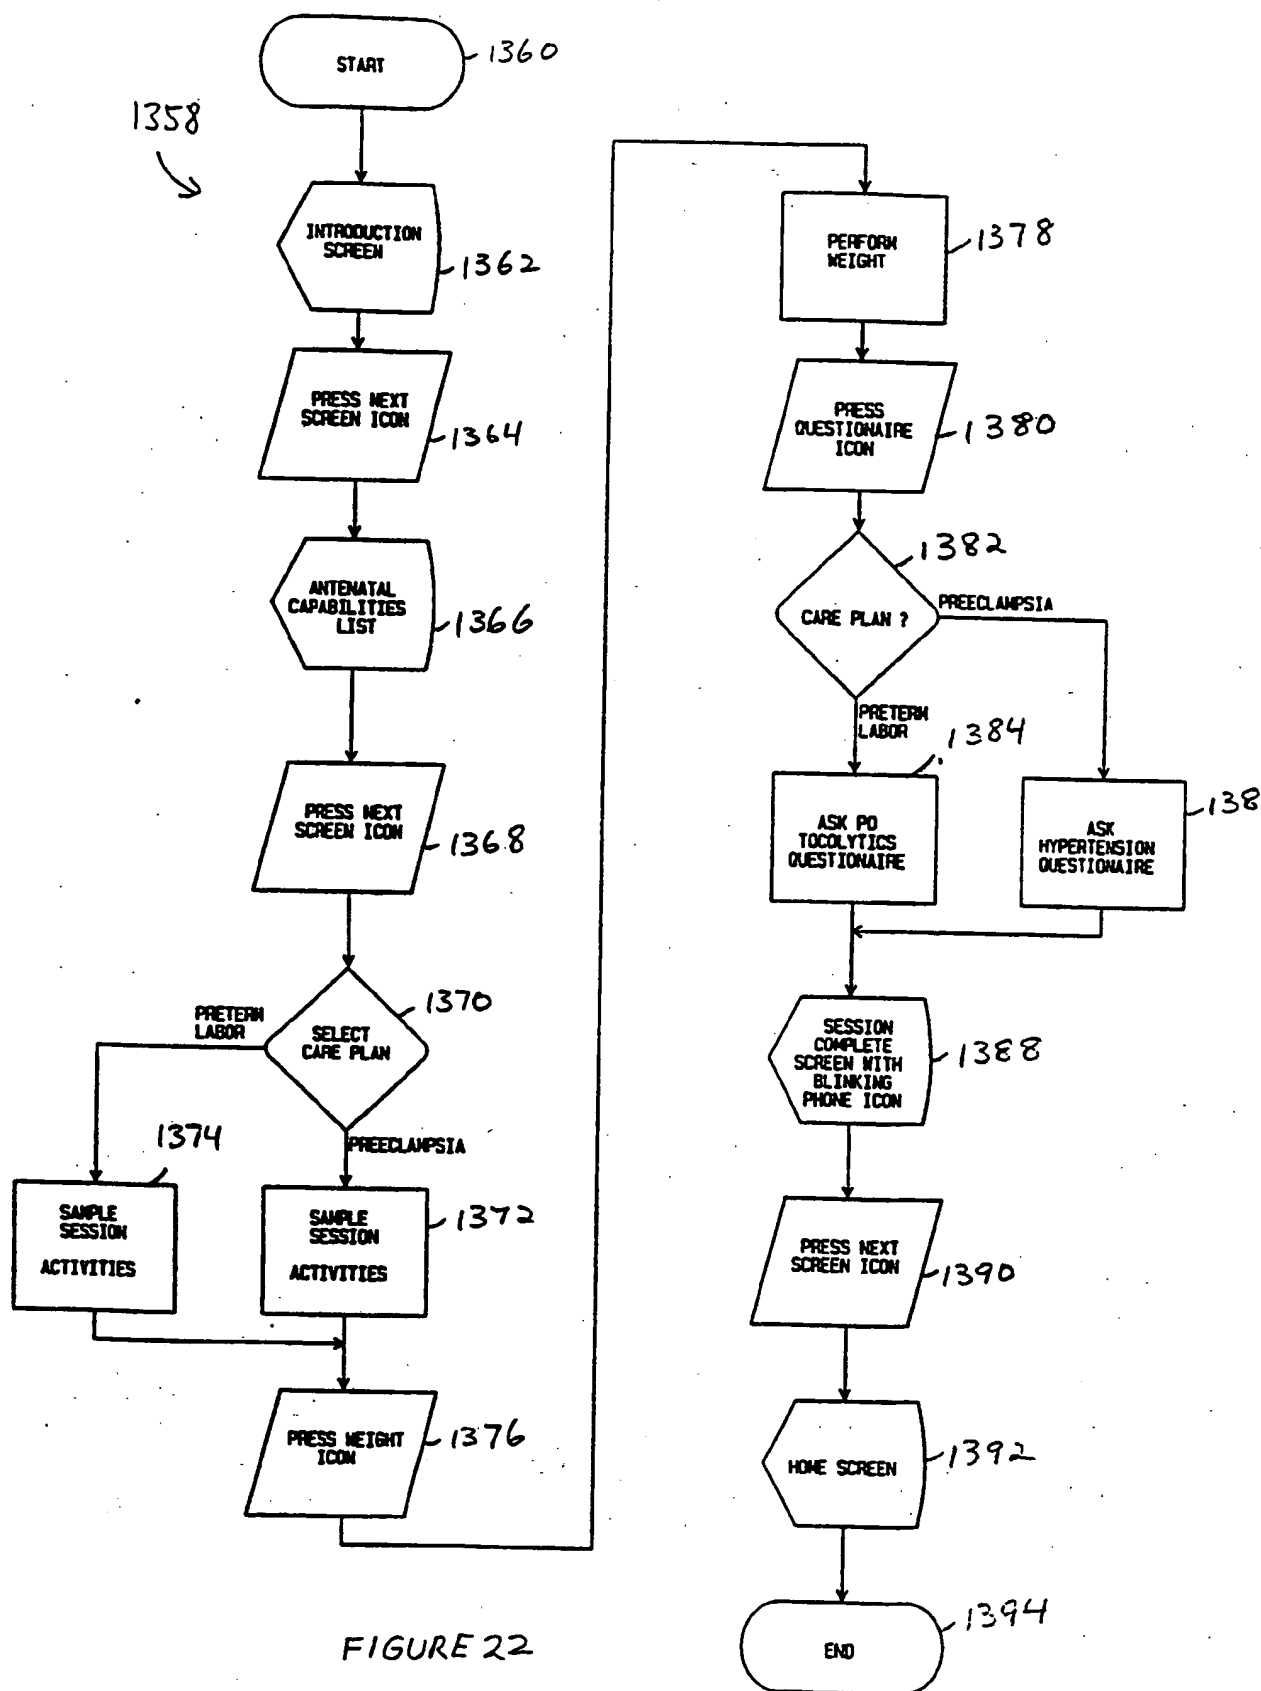 START
1360
1358
INTRODUCTION
SCREEN
1362
PRESS NEXT
SCREEN ICON
1364
ANTENATAL
CAPABILITIES
LIST
1366
PRESS NEXT
SCREEN ICON
1368
SELECT
CARE PLAN
1370
PRETERM
LABOR
PREECLAMPSIA
1374
SAMPLE
SESSION
ACTIVITIES
SAMPLE
SESSION
ACTIVITIES
1372
PRESS WEIGHT
ICON
1376
PERFORM
WEIGHT
1378
PRESS
QUESTIONAIRE
ICON
1380
CARE PLAN ?
1382
PREECLAMPSIA
PRETERM
LABOR
1384
ASK PO
TOCOLYTICS
QUESTIONAIRE
ASK
HYPERTENSION
QUESTIONAIRE
138
SESSION
COMPLETE
SCREEN WITH
BLINKING
PHONE ICON
1388
PRESS NEXT
SCREEN ICON
1390
HOME SCREEN
1392
END
1394
FIGURE 22